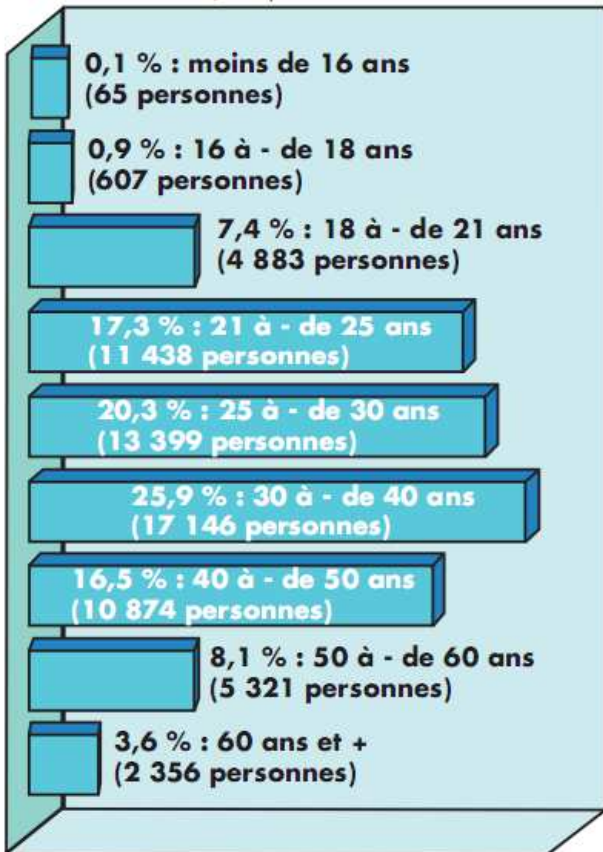 0,1 % : moins de 16 ans
(65 personnes)
0,9 % : 16 à - de 18 ans
(607 personnes)
7,4 % : 18 à - de 21 ans
(4 883 personnes)
17,3 % : 21 à - de 25 ans
(11 438 personnes)
20,3 % : 25 à - de 30 ans
(13 399 personnes)
25,9 % : 30 à - de 40 ans
(17 146 personnes)
16,5 % : 40 à - de 50 ans
(10 874 personnes)
8,1 % : 50 à - de 60 ans
(5 321 personnes)
3,6 % : 60 ans et +
(2 356 personnes)